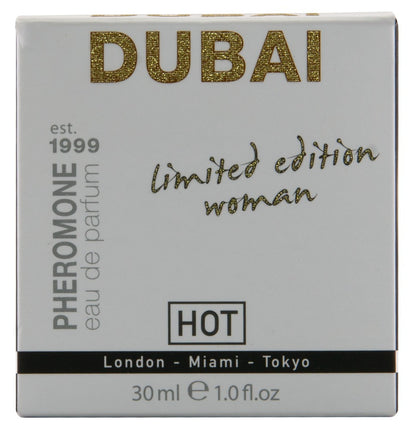 DUBAI
est.
1999
PHEROMONE
eau de parfum
limited edition
woman
HOT
London - Miami - Tokyo
30 ml ℮ 1.0 fl.oz